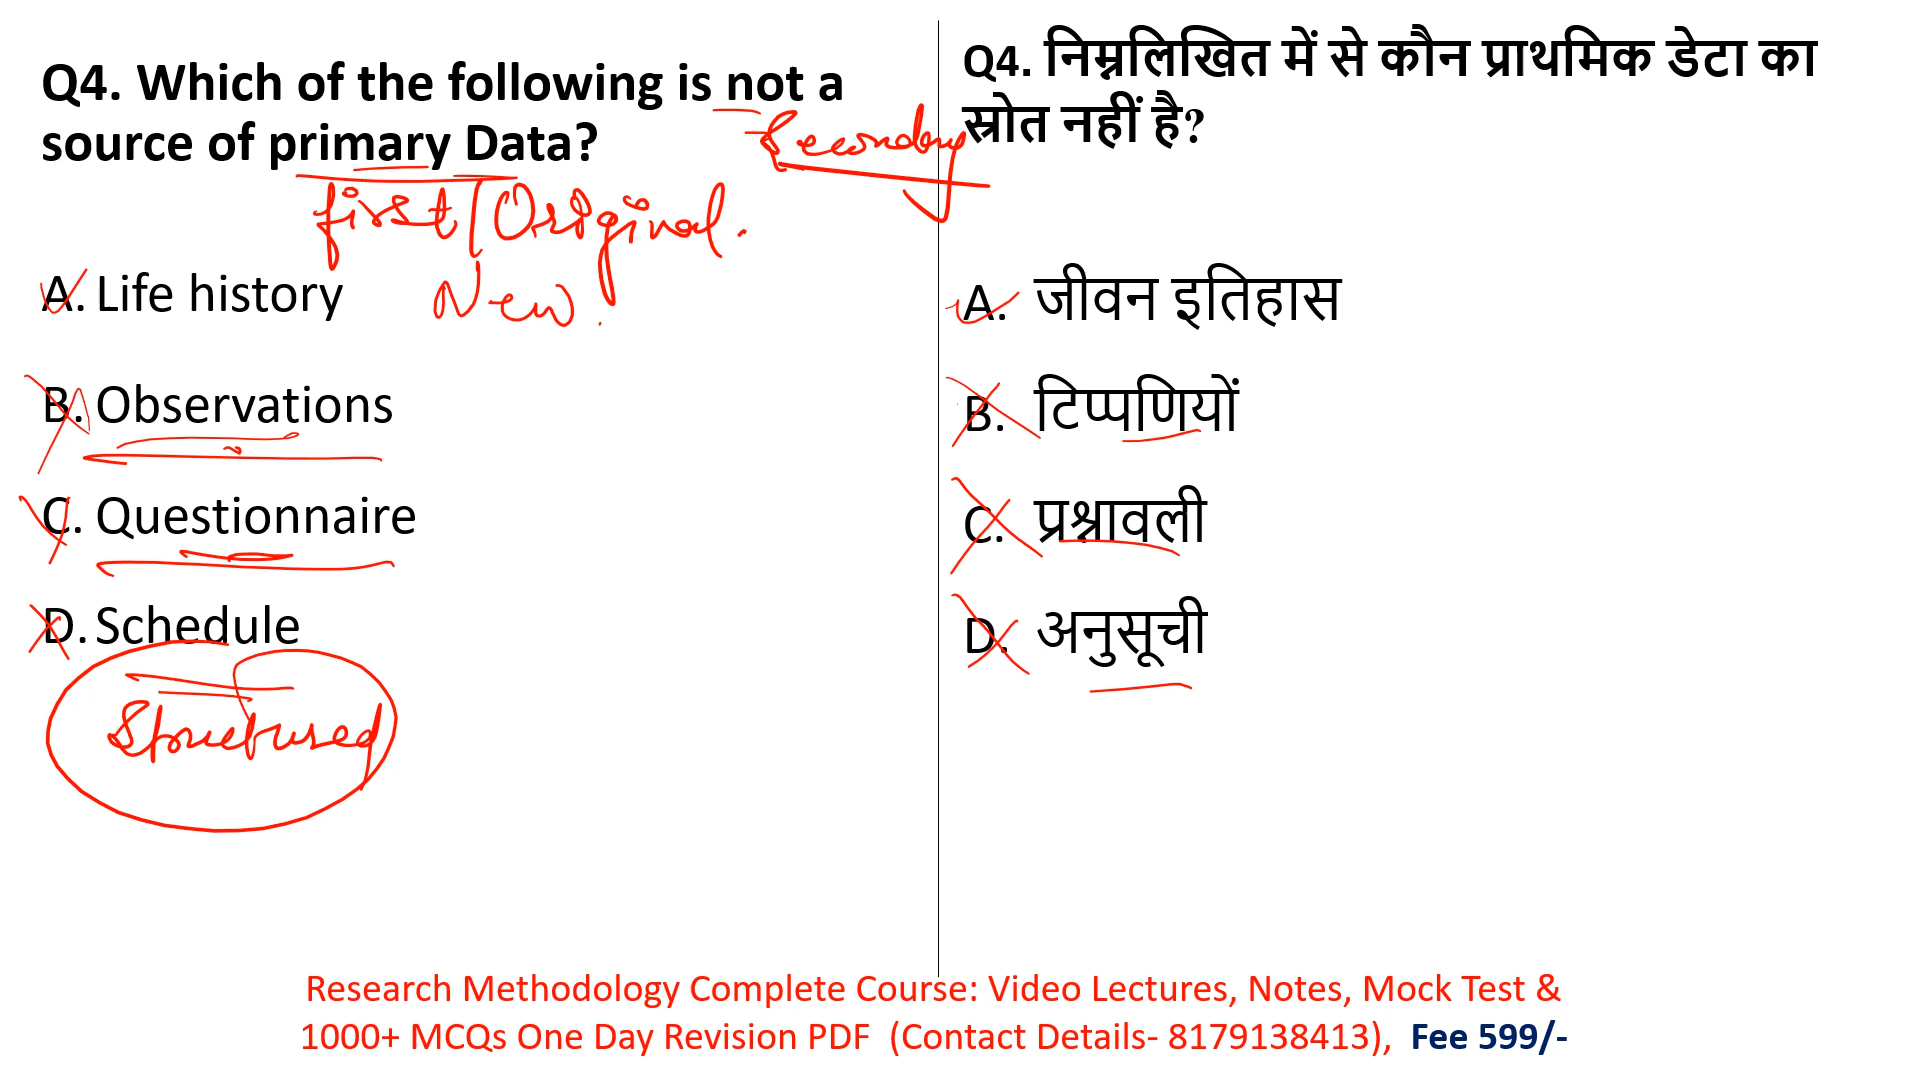 Q4. Which of the following is not a
source of primary Data?
Secondary
first/Original.
New.
A. Life history
B. Observations
C. Questionnaire
D. Schedule
Structured
Q4. निम्नलिखित में से कौन प्राथमिक डेटा का
स्रोत नहीं है?
A. जीवन इतिहास
B. टिप्पणियों
C. प्रश्नावली
D. अनुसूची
Research Methodology Complete Course: Video Lectures, Notes, Mock Test &
1000+ MCQs One Day Revision PDF (Contact Details- 8179138413), Fee 599/-